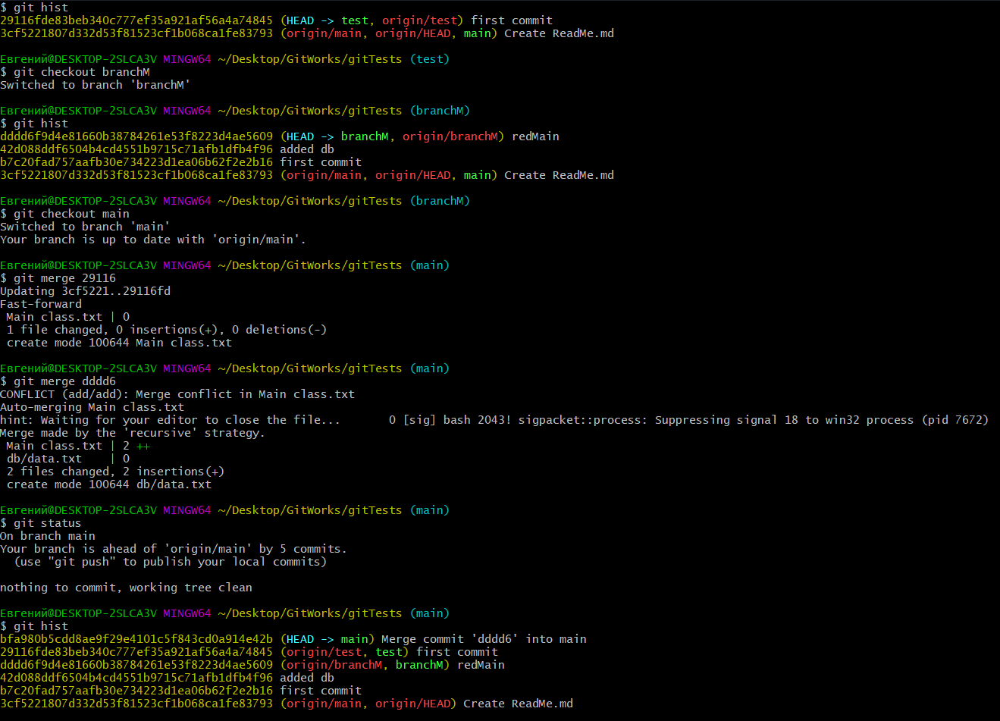 $ git hist
29116fde83beb340c777ef35a921af56a4a74845 (HEAD -> test, origin/test) first commit
3cf5221807d332d53f81523cf1b068ca1fe83793 (origin/main, origin/HEAD, main) Create ReadMe.md
Евгений@DESKTOP-2SLCA3V MINGW64 ~/Desktop/GitWorks/gitTests (test)
$ git checkout branchM
Switched to branch 'branchM'
Евгений@DESKTOP-2SLCA3V MINGW64 ~/Desktop/GitWorks/gitTests (branchM)
$ git hist
dddd6f9d4e81660b38784261e53f8223d4ae5609 (HEAD -> branchM, origin/branchM) redMain
42d088ddf6504b4cd4551b9715c71afb1dfb4f96 added db
b7c20fad757aafb30e734223d1ea06b62f2e2b16 first commit
3cf5221807d332d53f81523cf1b068ca1fe83793 (origin/main, origin/HEAD, main) Create ReadMe.md
Евгений@DESKTOP-2SLCA3V MINGW64 ~/Desktop/GitWorks/gitTests (branchM)
$ git checkout main
Switched to branch 'main'
Your branch is up to date with 'origin/main'.
Евгений@DESKTOP-2SLCA3V MINGW64 ~/Desktop/GitWorks/gitTests (main)
$ git merge 29116
Updating 3cf5221..29116fd
Fast-forward
Main class.txt | 0
1 file changed, 0 insertions(+), 0 deletions(-)
create mode 100644 Main class.txt
Евгений@DESKTOP-2SLCA3V MINGW64 ~/Desktop/GitWorks/gitTests (main)
$ git merge dddd6
CONFLICT (add/add): Merge conflict in Main class.txt
Auto-merging Main class.txt
hint: Waiting for your editor to close the file...       0 [sig] bash 2043! sigpacket::process: Suppressing signal 18 to win32 process (pid 7672)
Merge made by the 'recursive' strategy.
Main class.txt | 2 ++
db/data.txt    | 0
2 files changed, 2 insertions(+)
create mode 100644 db/data.txt
Евгений@DESKTOP-2SLCA3V MINGW64 ~/Desktop/GitWorks/gitTests (main)
$ git status
On branch main
Your branch is ahead of 'origin/main' by 5 commits.
(use "git push" to publish your local commits)
nothing to commit, working tree clean
Евгений@DESKTOP-2SLCA3V MINGW64 ~/Desktop/GitWorks/gitTests (main)
$ git hist
bfa980b5cdd8ae9f29e4101c5f843cd0a914e42b (HEAD -> main) Merge commit 'dddd6' into main
29116fde83beb340c777ef35a921af56a4a74845 (origin/test, test) first commit
dddd6f9d4e81660b38784261e53f8223d4ae5609 (origin/branchM, branchM) redMain
42d088ddf6504b4cd4551b9715c71afb1dfb4f96 added db
b7c20fad757aafb30e734223d1ea06b62f2e2b16 first commit
3cf5221807d332d53f81523cf1b068ca1fe83793 (origin/main, origin/HEAD) Create ReadMe.md